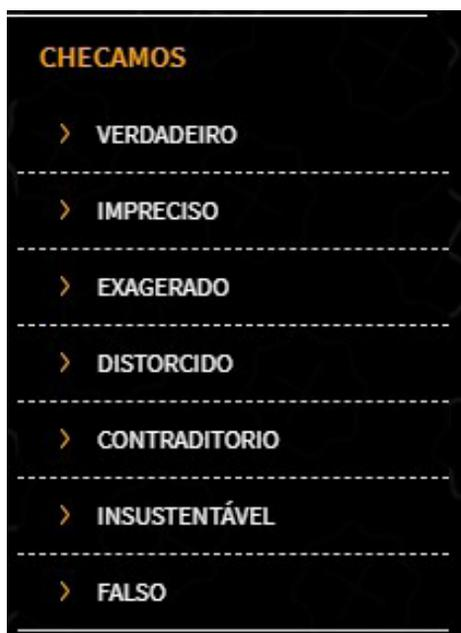 CHECAMOS
VERDADEIRO
IMPRECISO
EXAGERADO
DISTORCIDO
CONTRADITORIO
INSUSTENTÁVEL
FALSO